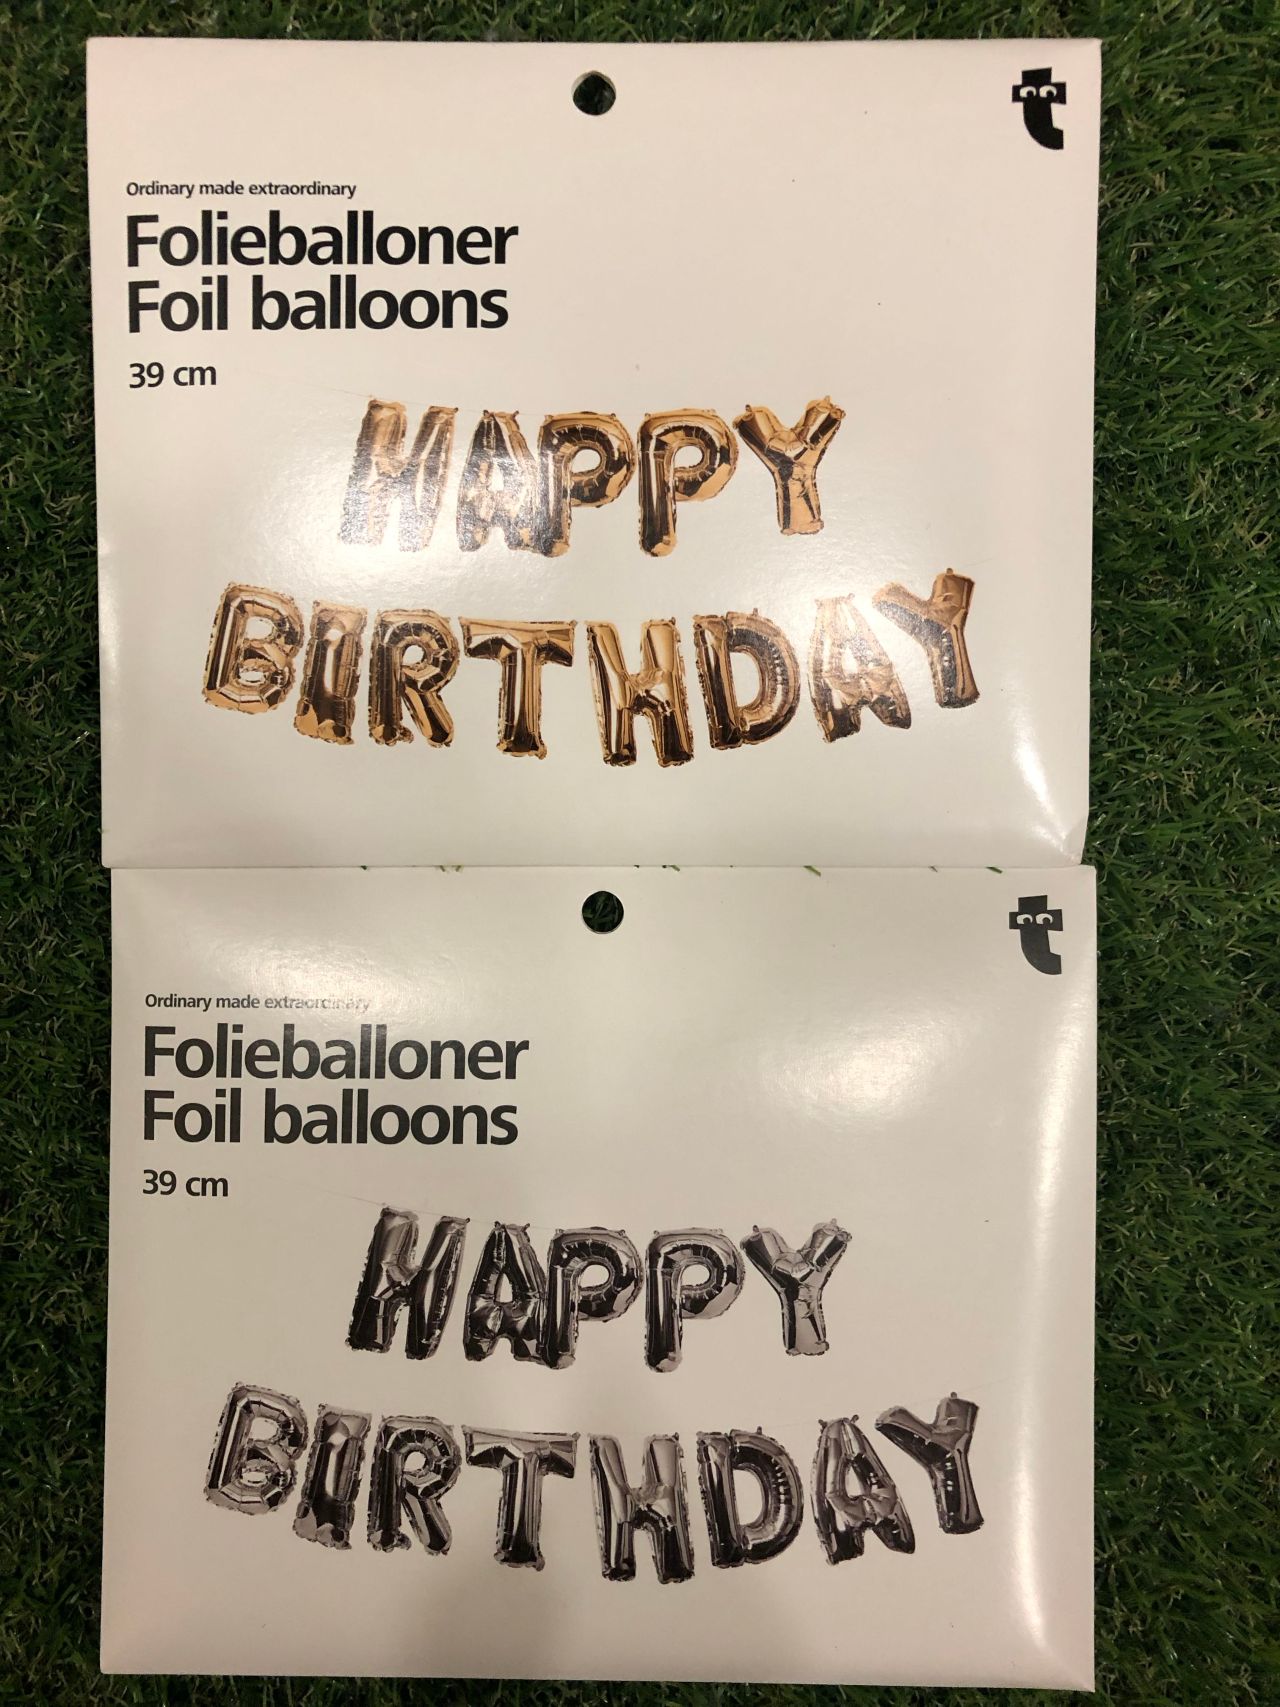 Ordinary made extraordinary
Folieballoner
Foil balloons
39 cm
HAPPY
BIRTHDAY
Ordinary made extraordinary
Folieballoner
Foil balloons
39 cm
HAPPY
BIRTHDAY